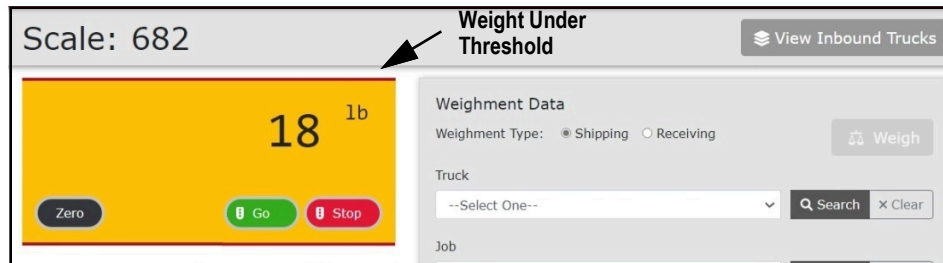 Scale: 682
Weight Under
Threshold
View Inbound Trucks
18 lb
Zero
Go
Stop
Weighment Data
Weighment Type: Shipping Receiving
Weigh
Truck
--Select One--
Search
Clear
Job